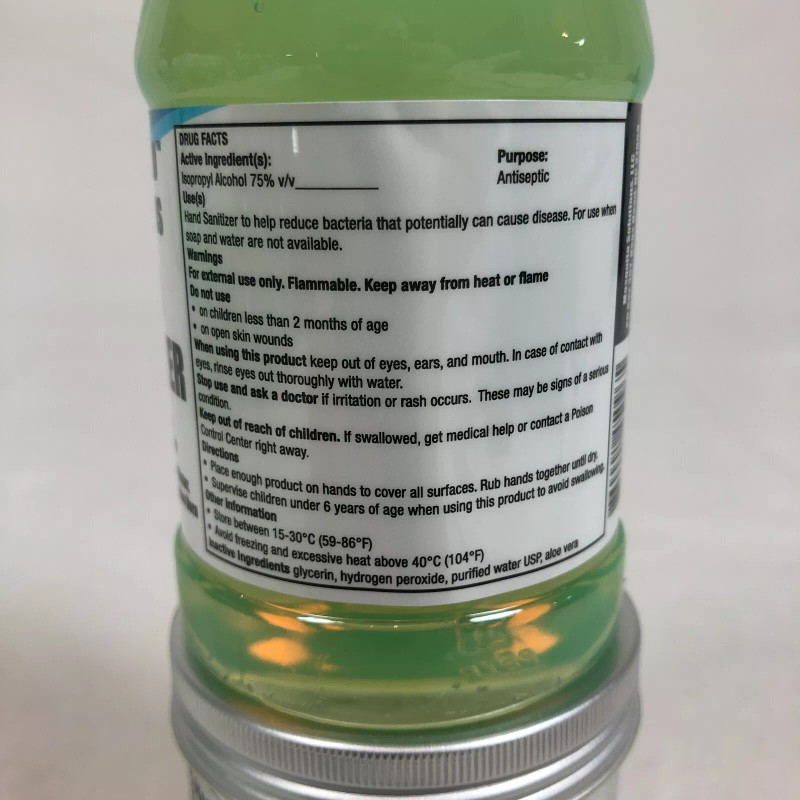 DRUG FACTS
Active Ingredient(s):
Purpose:
Isopropyl Alcohol 75% v/v
Antiseptic
Use(s)
Hand Sanitizer to help reduce bacteria that potentially can cause disease. For use when
soap and water are not available.
Warnings
For external use only. Flammable. Keep away from heat or flame
Do not use
• on children less than 2 months of age
• on open skin wounds
When using this product keep out of eyes, ears, and mouth. In case of contact with
eyes, rinse eyes out thoroughly with water.
Stop use and ask a doctor if irritation or rash occurs. These may be signs of a serious
condition.
Keep out of reach of children. If swallowed, get medical help or contact a Poison
Control Center right away.
Directions
• Place enough product on hands to cover all surfaces. Rub hands together until dry.
• Supervise children under 6 years of age when using this product to avoid swallowing.
Other information
• Store between 15-30°C (59-86°F)
• Avoid freezing and excessive heat above 40°C (104°F)
Inactive Ingredients glycerin, hydrogen peroxide, purified water USP, aloe vera
ER